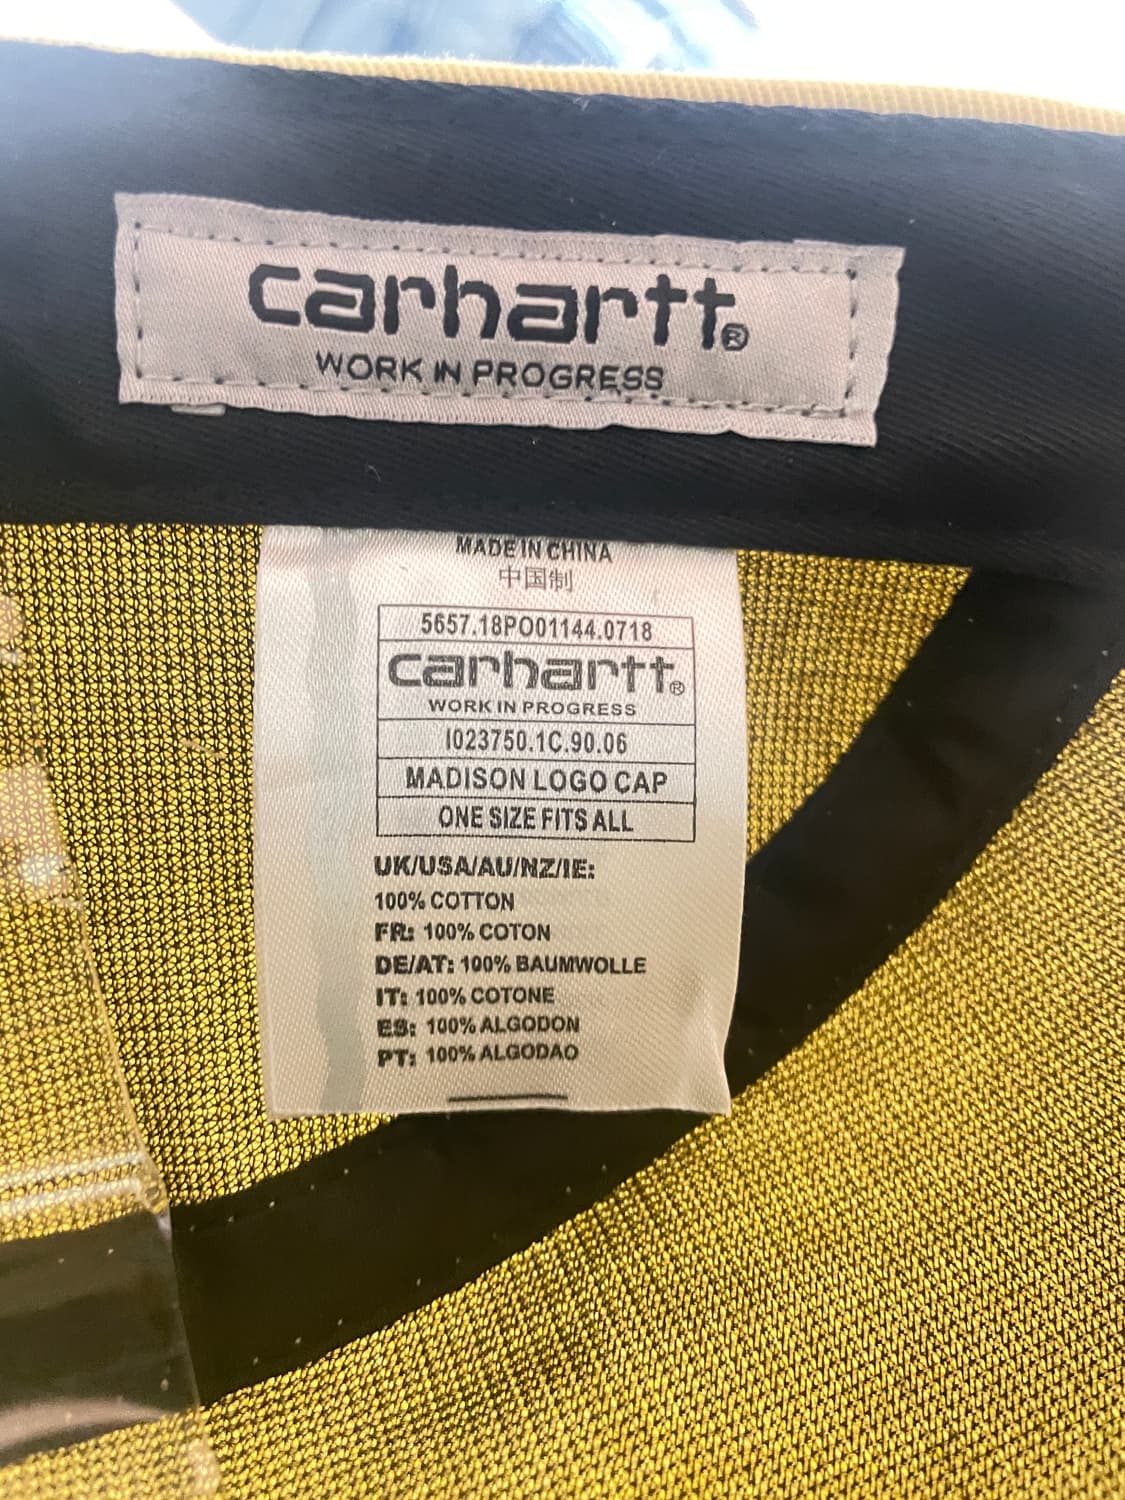 carhartt®
WORK IN PROGRESS
MADE IN CHINA
中国制
5657.18PO01144.0718
carhartt®
WORK IN PROGRESS
I023750.1C.90.06
MADISON LOGO CAP
ONE SIZE FITS ALL
UK/USA/AU/NZ/IE:
100% COTTON
FR: 100% COTON
DE/AT: 100% BAUMWOLLE
IT: 100% COTONE
ES: 100% ALGODON
PT: 100% ALGODAO